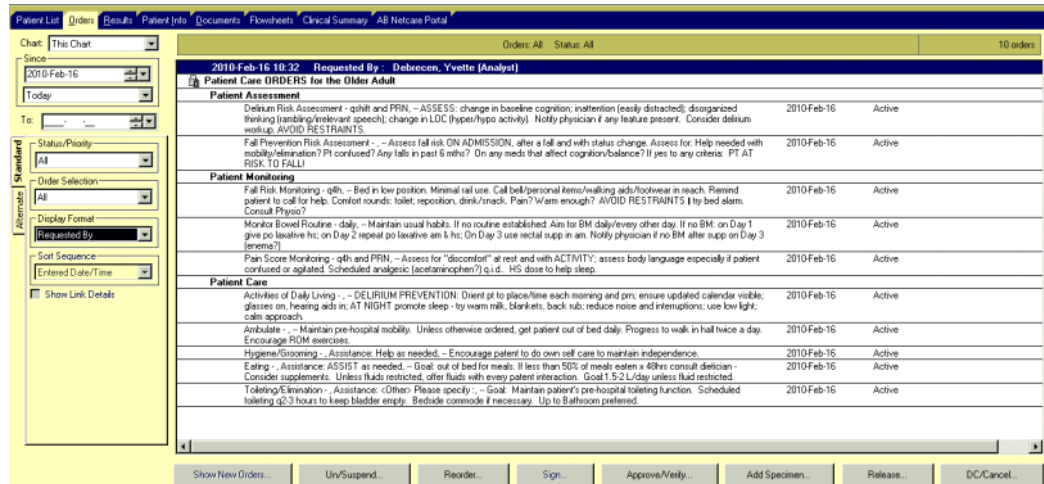 Patient List Orders Results Patient Info Documents Flowsheets Clinical Summary AB Netcare Portal
Chart: This Chart
Orders: All Status: All 10 orders
Since
2010-Feb-16
Today
To: __-__-__
Standard
Alternate
Status/Priority
All
Order Selection
All
Display Format
Requested By
Sort Sequence
Entered Date/Time
Show Link Details
2010-Feb-16 10:32 Requested By : Debrecen, Yvette (Analyst)
Patient Care ORDERS for the Older Adult
Patient Assessment
Delirium Risk Assessment - qshift and PRN, -- ASSESS: change in baseline cognition; inattention (easily distracted); disorganized 2010-Feb-16 Active
thinking (rambling/irrelevant speech); change in LOC (hyper/hypo activity). Notify physician if any feature present. Consider delirium
workup. AVOID RESTRAINTS.
Fall Prevention Risk Assessment - , -- Assess fall risk ON ADMISSION, after a fall and with status change. Assess for: Help needed with 2010-Feb-16 Active
mobility/elimination? Pt confused? Any falls in past 6 mths? On any meds that affect cognition/balance? If yes to any criteria: PT AT
RISK TO FALL!
Patient Monitoring
Fall Risk Monitoring - q4h, -- Bed in low position. Minimal rail use. Call bell/personal items/walking aids/footwear in reach. Remind 2010-Feb-16 Active
patient to call for help. Comfort rounds: toilet; reposition, drink/snack, Pain? Warm enough? AVOID RESTRAINTS | try bed alarm.
Consult Physio?
Monitor Bowel Routine - daily, -- Maintain usual habits. If no routine established: Aim for BM daily/every other day. If no BM: on Day 1 2010-Feb-16 Active
give po laxative hs; on Day 2 repeat po laxative am & hs; On Day 3 use rectal supp in am. Notify physician if no BM after supp on Day 3
(enema?)
Pain Score Monitoring - q4h and PRN, -- Assess for "discomfort" at rest and with ACTIVITY; assess body language especially if patient 2010-Feb-16 Active
confused or agitated. Scheduled analgesic (acetaminophen?) q.i.d.. HS dose to help sleep.
Patient Care
Activities of Daily Living - , -- DELIRIUM PREVENTION: Orient pt to place/time each morning and prn; ensure updated calendar visible; 2010-Feb-16 Active
glasses on, hearing aids in; AT NIGHT promote sleep - try warm milk, blankets, back rub; reduce noise and interruptions; use low light;
calm approach.
Ambulate - , -- Maintain pre-hospital mobility. Unless otherwise ordered, get patient out of bed daily. Progress to walk in hall twice a day. 2010-Feb-16 Active
Encourage ROM exercises.
Hygiene/Grooming - , Assistance: Help as needed, -- Encourage patent to do own self care to maintain independence. 2010-Feb-16 Active
Eating - , Assistance: ASSIST as needed, -- Goal: out of bed for meals. If less than 50% of meals eaten x 48hrs consult dietician - 2010-Feb-16 Active
Consider supplements. Unless fluids restricted, offer fluids with every patent interaction. Goal:1.5-2 L/day unless fluid restricted.
Toileting/Elimination - , Assistance: <Other> Please specify :, -- Goal: Maintain patient's pre-hospital toileting function. Scheduled 2010-Feb-16 Active
toileting q2-3 hours to keep bladder empty. Bedside commode if necessary. Up to Bathroom preferred.
Show New Orders... Un/Suspend... Reorder... Sign... Approve/Verify... Add Specimen... Release... DC/Cancel...